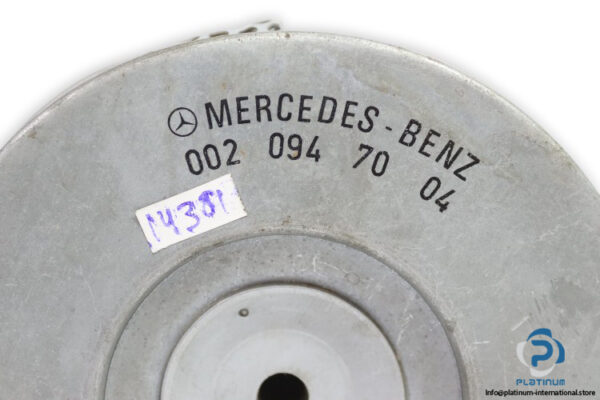 MERCEDES-BENZ
002 094 70 04
14381
PLATINUM
Info@platinum-international.store